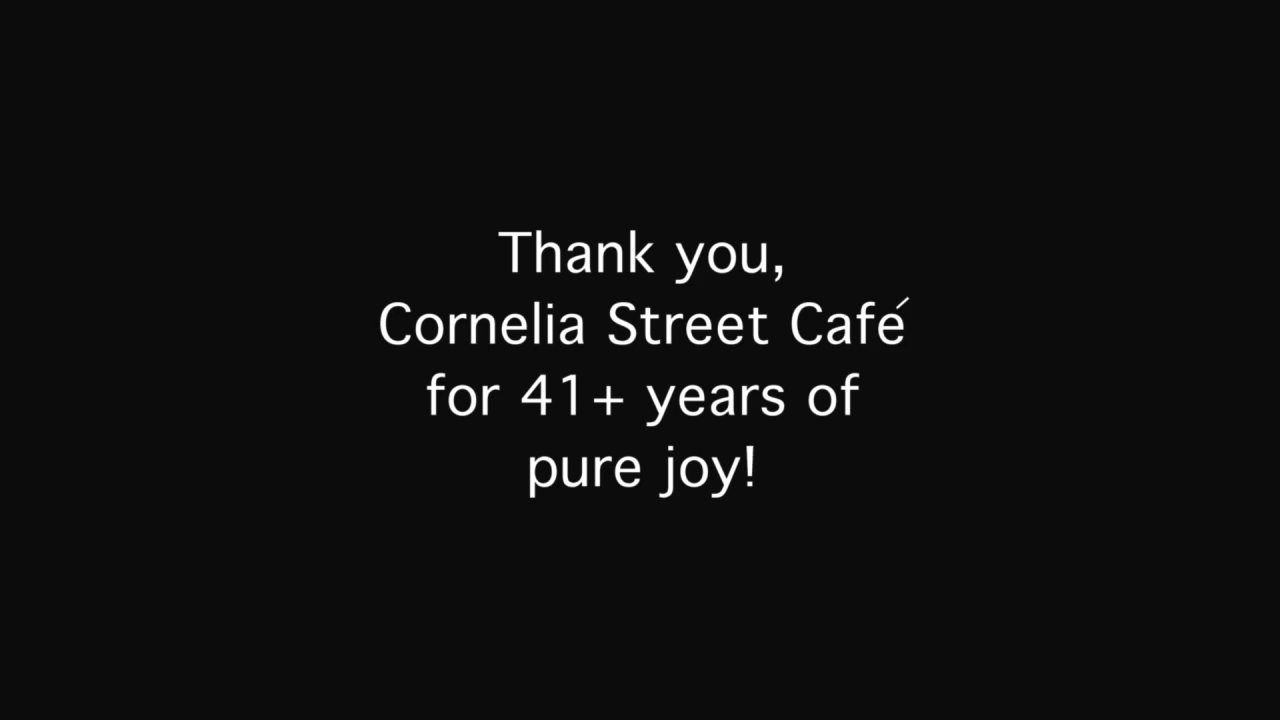 Thank you,
Cornelia Street Café
for 41+ years of
pure joy!